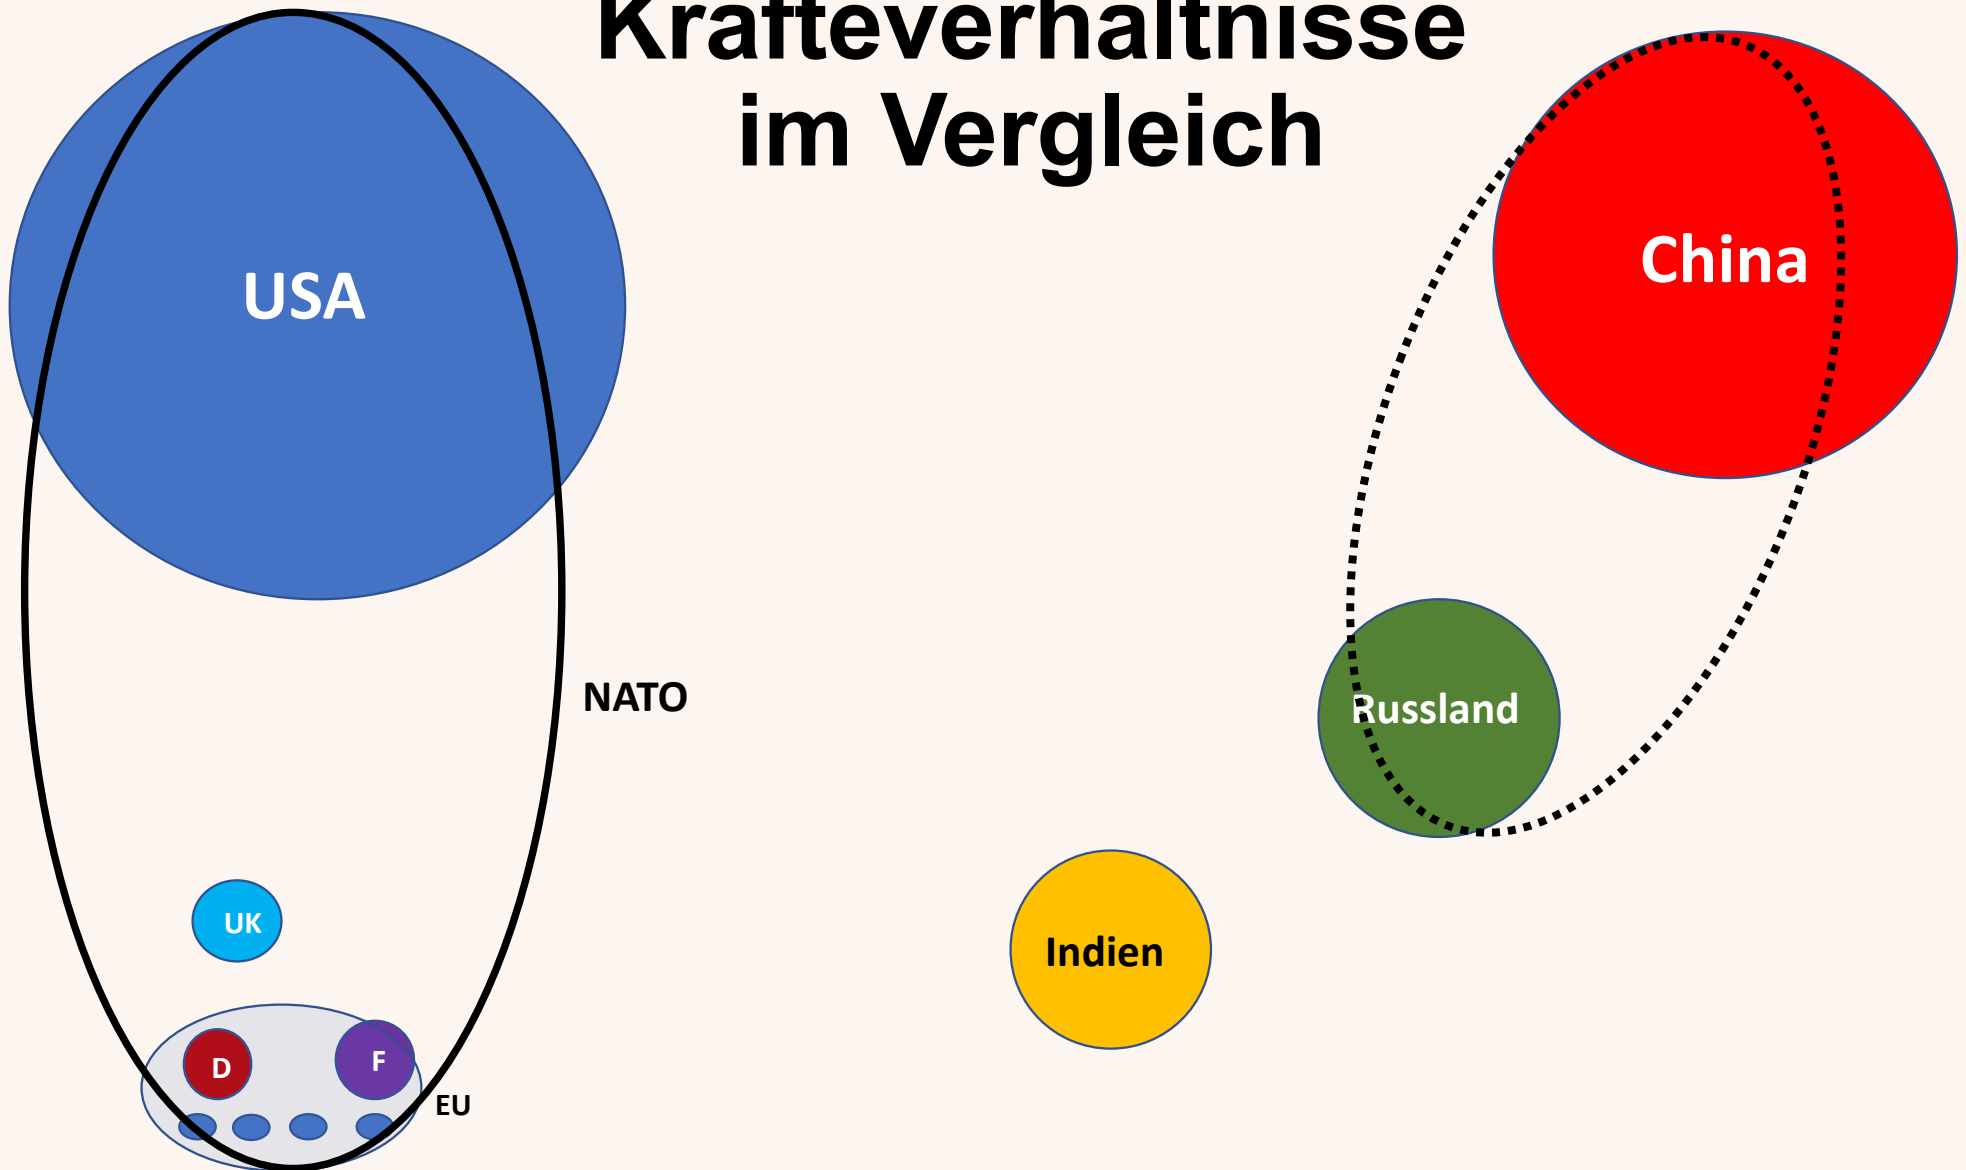 Kräfteverhältnisse
im Vergleich
USA
China
NATO
Russland
UK
Indien
D
F
EU